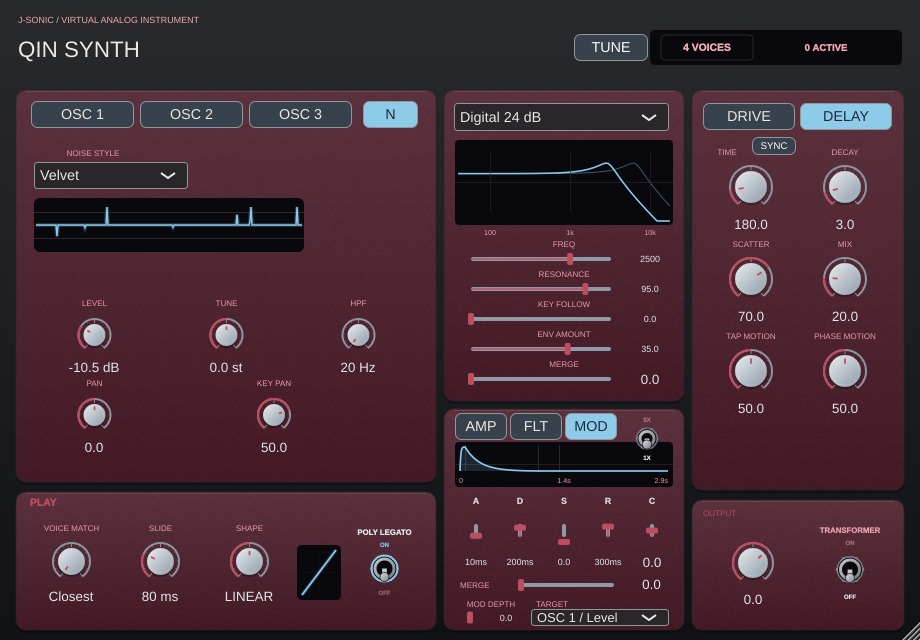 J-SONIC / VIRTUAL ANALOG INSTRUMENT
QIN SYNTH
TUNE
4 VOICES
0 ACTIVE
OSC 1
OSC 2
OSC 3
N
NOISE STYLE
Velvet
LEVEL
TUNE
HPF
-10.5 dB
0.0 st
20 Hz
PAN
KEY PAN
0.0
50.0
PLAY
VOICE MATCH
SLIDE
SHAPE
POLY LEGATO
ON
OFF
Closest
80 ms
LINEAR
Digital 24 dB
100
1k
10k
FREQ
2500
RESONANCE
95.0
KEY FOLLOW
0.0
ENV AMOUNT
35.0
MERGE
0.0
AMP
FLT
MOD
8X
1X
0
1.4s
2.9s
A
D
S
R
C
10ms
200ms
0.0
300ms
0.0
MERGE
0.0
MOD DEPTH
TARGET
0.0
OSC 1 / Level
DRIVE
DELAY
TIME
SYNC
DECAY
180.0
3.0
SCATTER
MIX
70.0
20.0
TAP MOTION
PHASE MOTION
50.0
50.0
OUTPUT
TRANSFORMER
ON
OFF
0.0